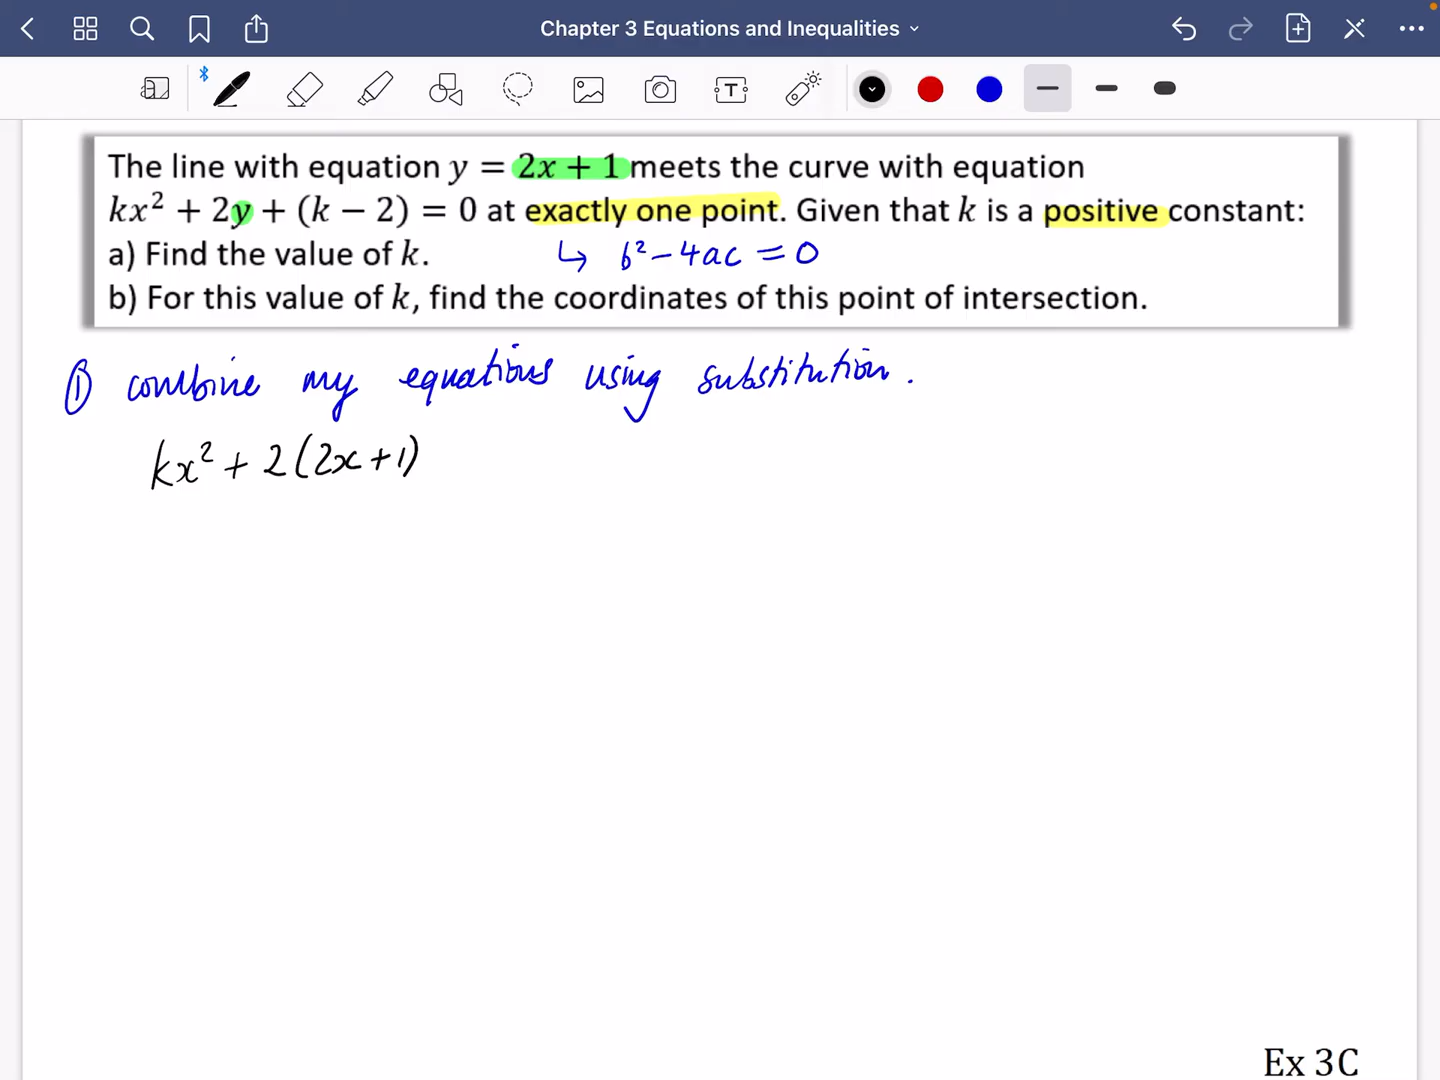 Chapter 3 Equations and Inequalities
The line with equation y = 2x + 1 meets the curve with equation
kx² + 2y + (k − 2) = 0 at exactly one point. Given that k is a positive constant:
a) Find the value of k.
↳ b² − 4ac = 0
b) For this value of k, find the coordinates of this point of intersection.
① combine my equations using substitution.
kx² + 2(2x+1)
Ex 3C